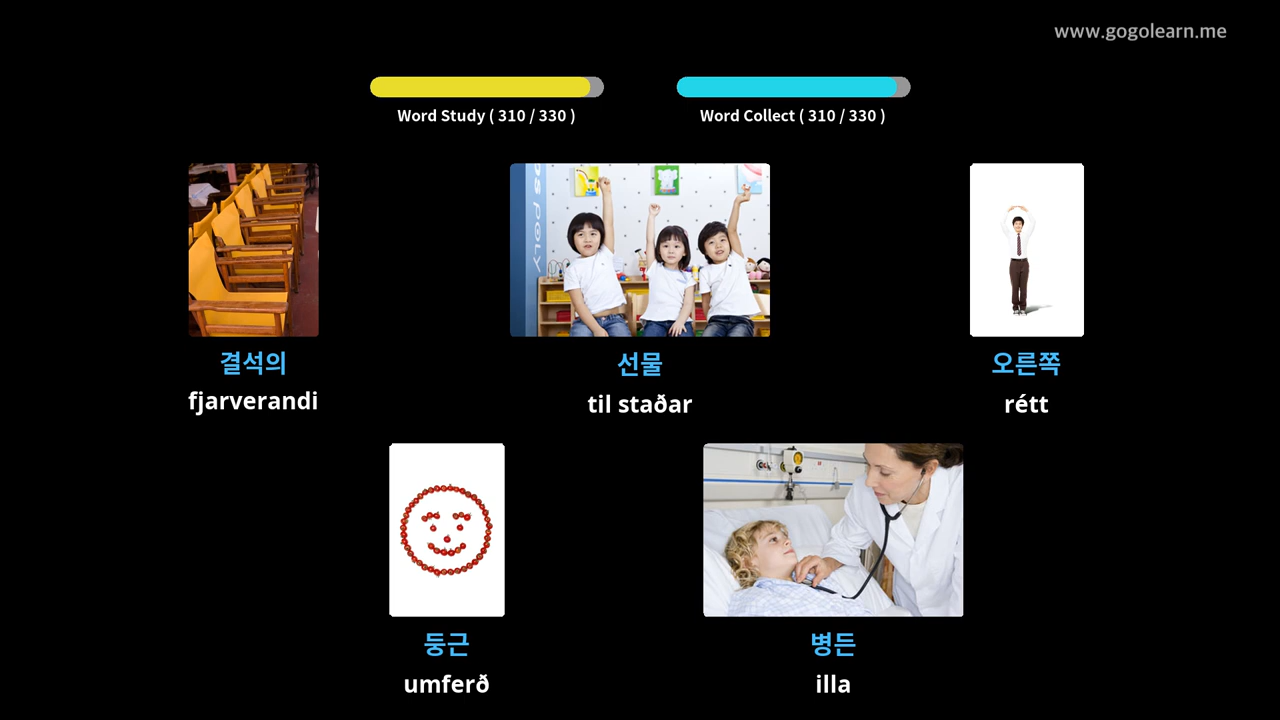 www.gogolearn.me
Word Study ( 310 / 330 )
Word Collect ( 310 / 330 )
결석의
fjarverandi
선물
til staðar
오른쪽
rétt
둥근
umferð
병든
illa